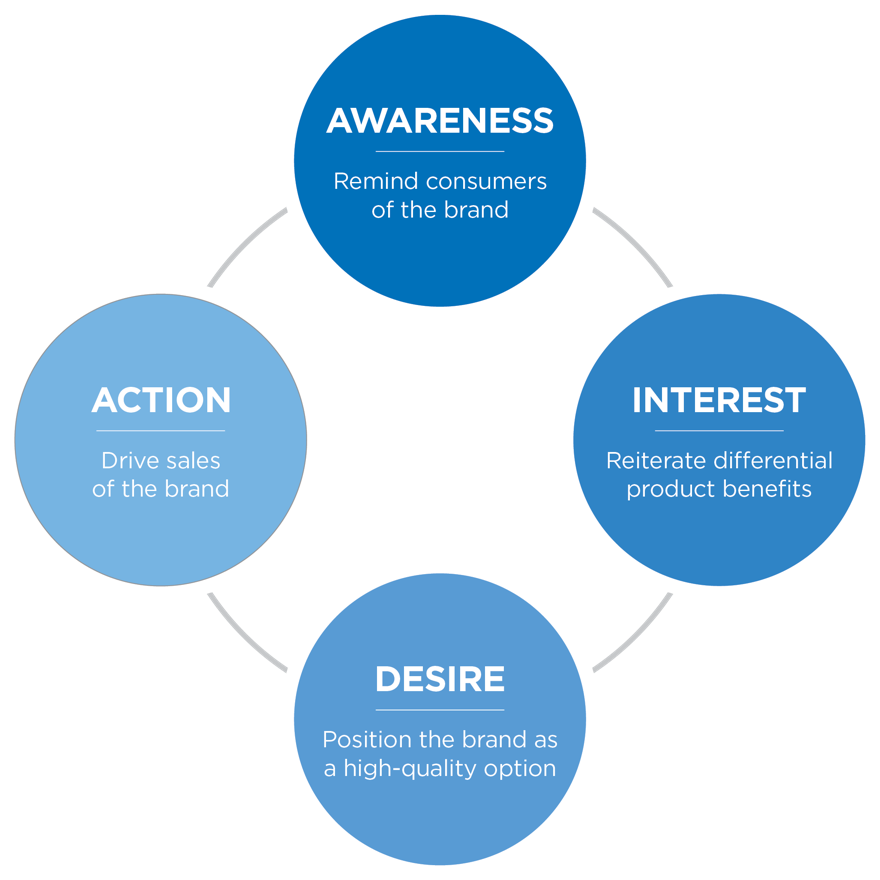 AWARENESS
Remind consumers
of the brand
INTEREST
Reiterate differential
product benefits
DESIRE
Position the brand as
a high-quality option
ACTION
Drive sales
of the brand